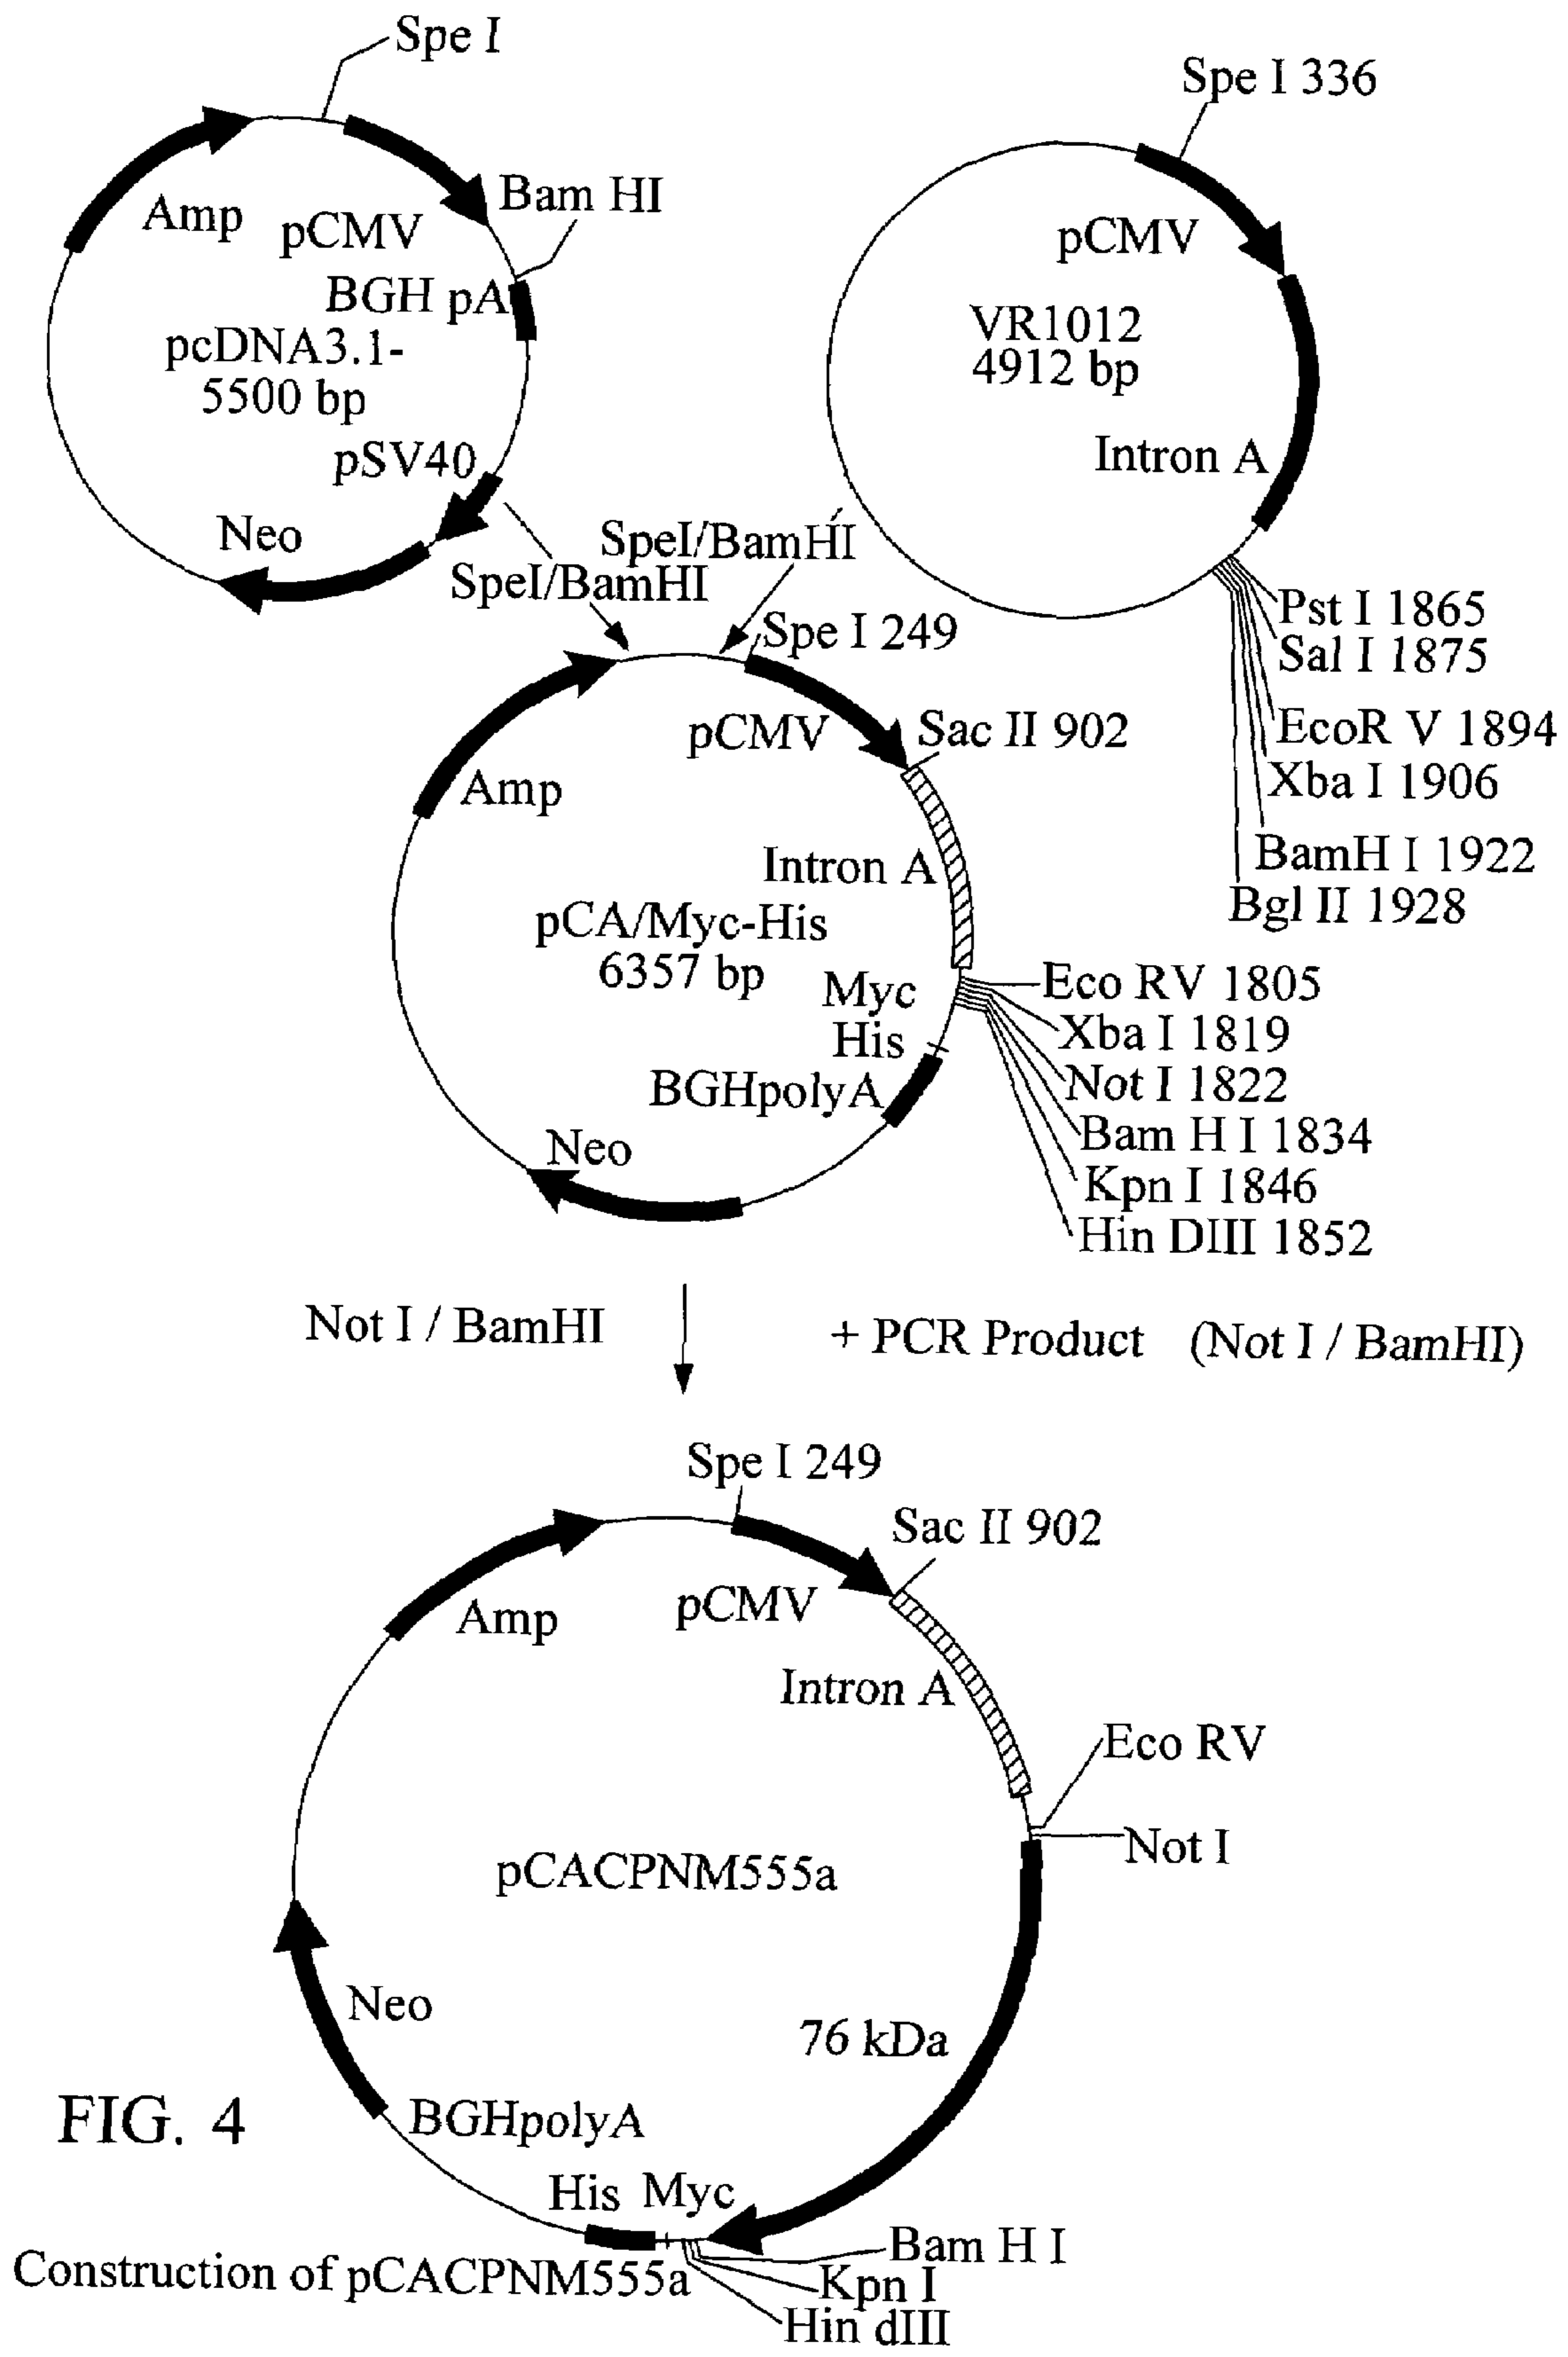 Spe I
Amp
pCMV
Bam HI
BGH pA
pcDNA3.1-
5500 bp
pSV40
Neo
SpeI/BamHI
Spe I 336
pCMV
VR1012
4912 bp
Intron A
SpeI/BamHI
Pst I 1865
Sal I 1875
EcoR V 1894
Xba I 1906
BamH I 1922
Bgl II 1928
Spe I 249
pCMV
Sac II 902
Amp
Intron A
pCA/Myc-His
6357 bp
Myc
His
BGHpolyA
Neo
Eco RV 1805
Xba I 1819
Not I 1822
Bam H I 1834
Kpn I 1846
Hin DIII 1852
Not I / BamHI
+ PCR Product (Not I / BamHI)
Spe I 249
Sac II 902
Amp
pCMV
Intron A
Eco RV
Not I
pCACPNM555a
Neo
76 kDa
BGHpolyA
His Myc
Bam H I
Kpn I
Hin dIII
FIG. 4
Construction of pCACPNM555a